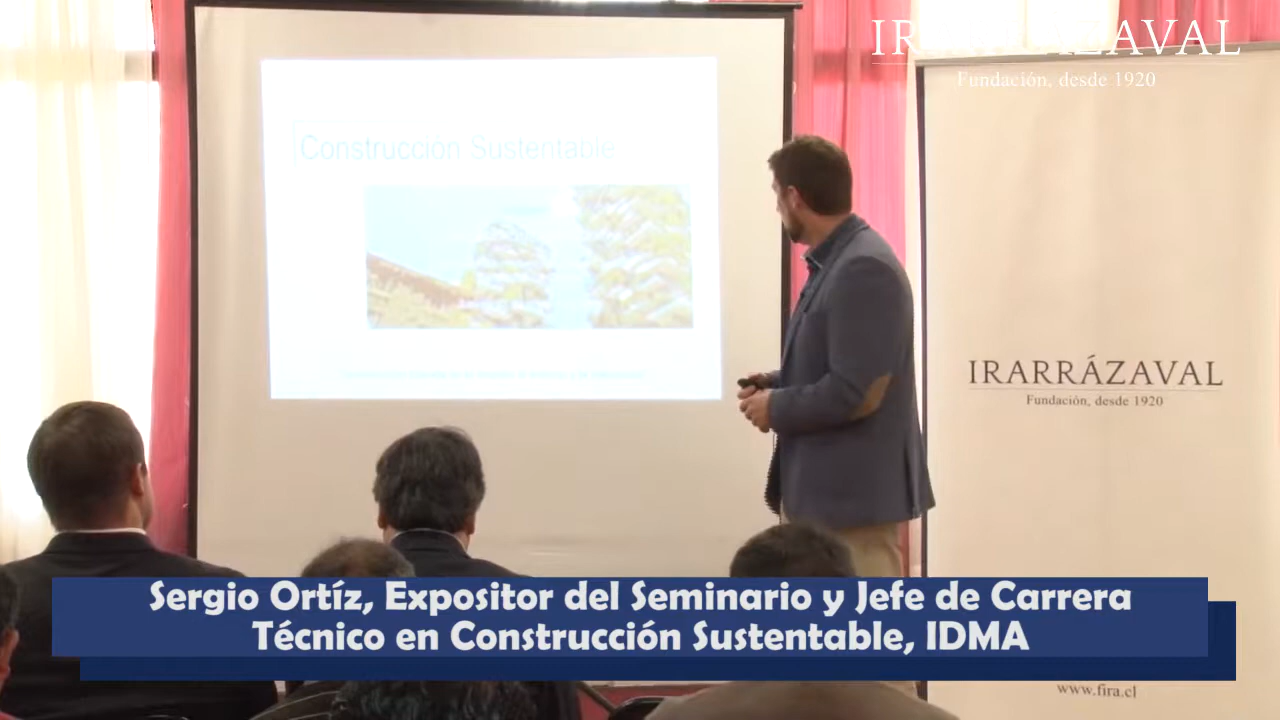 IRARRÁZAVAL
Fundación, desde 1920
Construcción Sustentable
IRARRÁZAVAL
Fundación, desde 1920
Sergio Ortíz, Expositor del Seminario y Jefe de Carrera
Técnico en Construcción Sustentable, IDMA
www.fira.cl